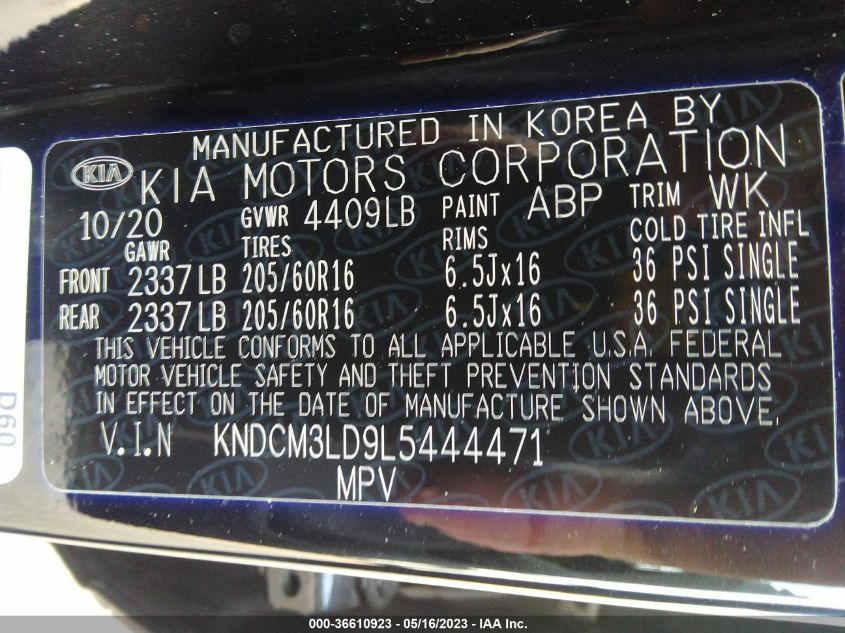 MANUFACTURED IN KOREA BY
KIA KIA MOTORS CORPORATION
10/20 GVWR 4409LB PAINT ABP TRIM WK
GAWR TIRES RIMS COLD TIRE INFL
FRONT 2337LB 205/60R16 6.5Jx16 36 PSI SINGLE
REAR 2337LB 205/60R16 6.5Jx16 36 PSI SINGLE
THIS VEHICLE CONFORMS TO ALL APPLICABLE U.S.A. FEDERAL
MOTOR VEHICLE SAFETY AND THEFT PREVENTION STANDARDS
IN EFFECT ON THE DATE OF MANUFACTURE SHOWN ABOVE.
V.I.N KNDCM3LD9L5444471
MPV
D60
000-36610923 - 05/16/2023 - IAA Inc.